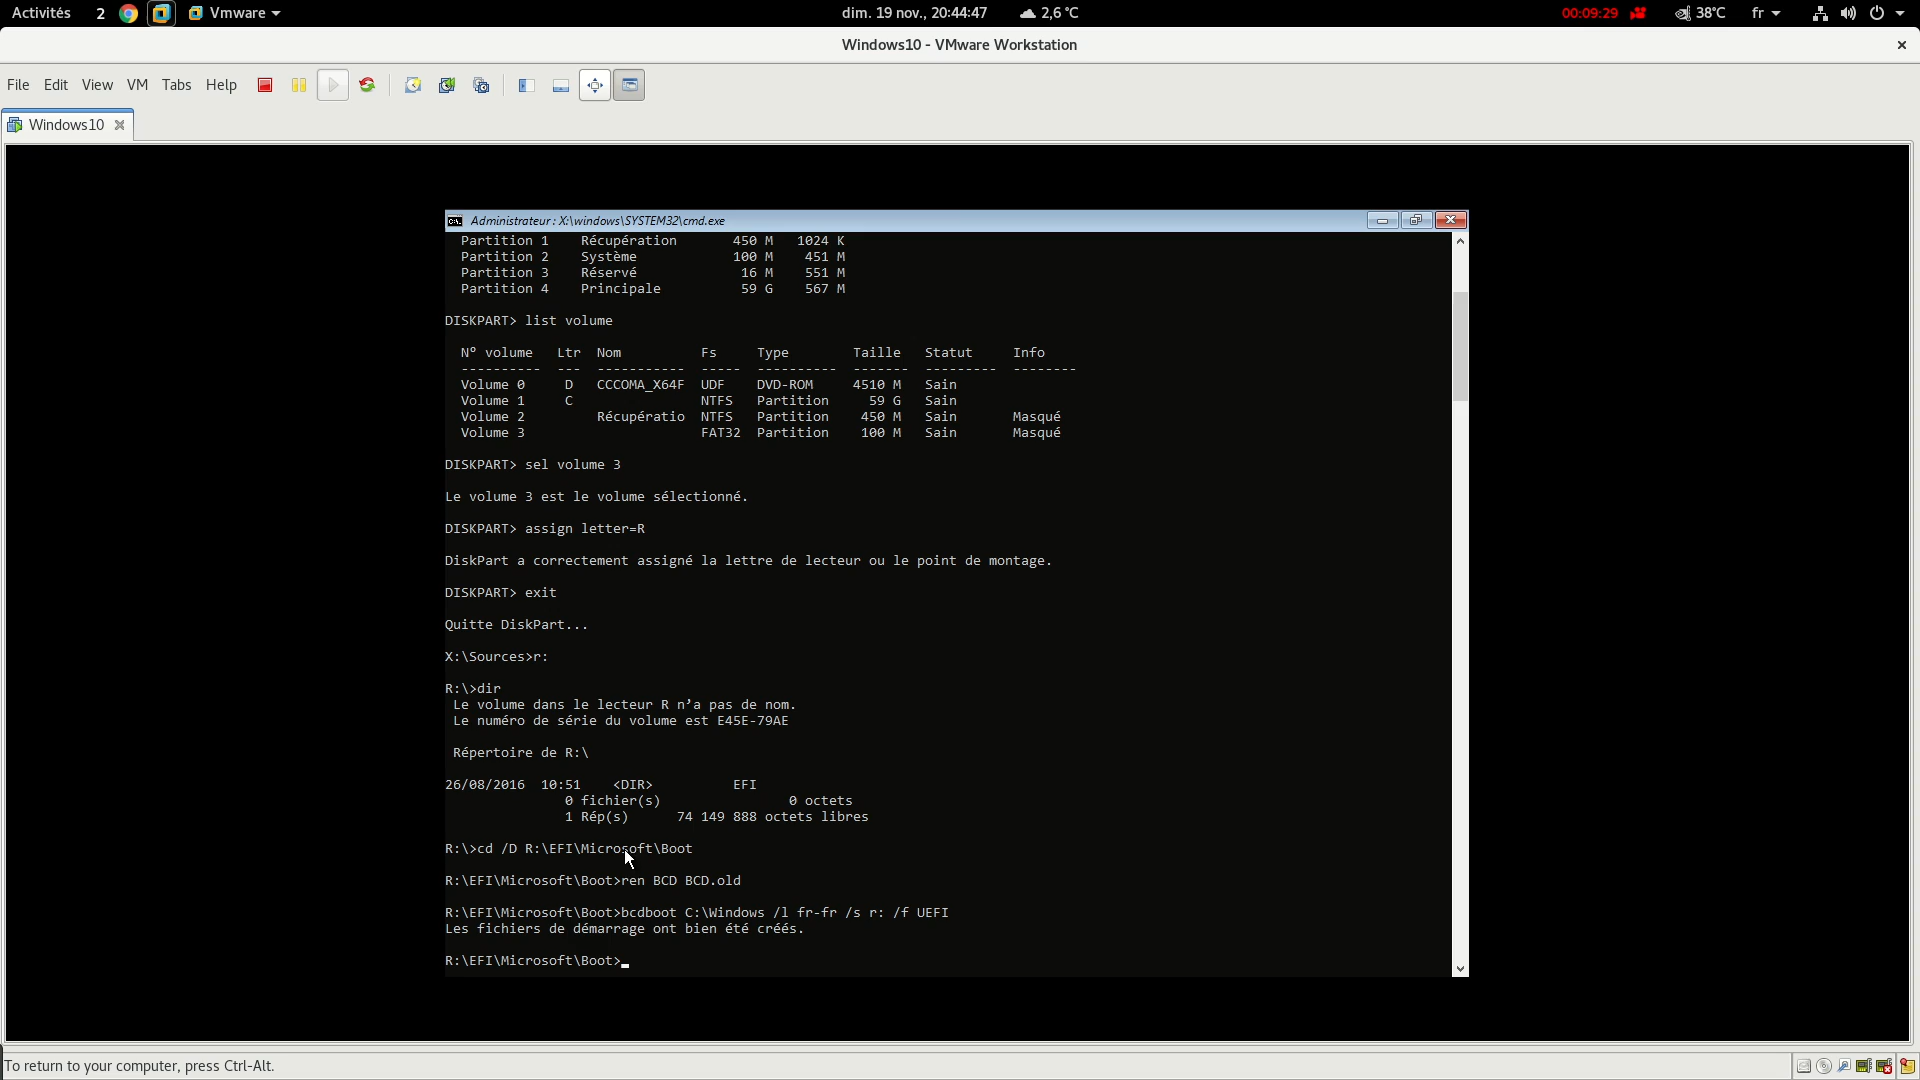 Activités 2 Vmware dim. 19 nov., 20:44:47 2,6 °C 00:09:29 38°C fr
Windows10 - VMware Workstation
File Edit View VM Tabs Help
Windows10
Administrateur : X:\windows\SYSTEM32\cmd.exe
Partition 1 Récupération 450 M 1024 K
Partition 2 Système 100 M 451 M
Partition 3 Réservé 16 M 551 M
Partition 4 Principale 59 G 567 M
DISKPART> list volume
N° volume Ltr Nom Fs Type Taille Statut Info
---------- --- ----------- ----- ---------- ------- --------- --------
Volume 0 D CCCOMA_X64F UDF DVD-ROM 4510 M Sain
Volume 1 C NTFS Partition 59 G Sain
Volume 2 Récupératio NTFS Partition 450 M Sain Masqué
Volume 3 FAT32 Partition 100 M Sain Masqué
DISKPART> sel volume 3
Le volume 3 est le volume sélectionné.
DISKPART> assign letter=R
DiskPart a correctement assigné la lettre de lecteur ou le point de montage.
DISKPART> exit
Quitte DiskPart...
X:\Sources>r:
R:\>dir
Le volume dans le lecteur R n’a pas de nom.
Le numéro de série du volume est E45E-79AE
Répertoire de R:\
26/08/2016 10:51 <DIR> EFI
0 fichier(s) 0 octets
1 Rép(s) 74 149 888 octets libres
R:\>cd /D R:\EFI\Microsoft\Boot
R:\EFI\Microsoft\Boot>ren BCD BCD.old
R:\EFI\Microsoft\Boot>bcdboot C:\Windows /l fr-fr /s r: /f UEFI
Les fichiers de démarrage ont bien été créés.
R:\EFI\Microsoft\Boot>_
To return to your computer, press Ctrl-Alt.